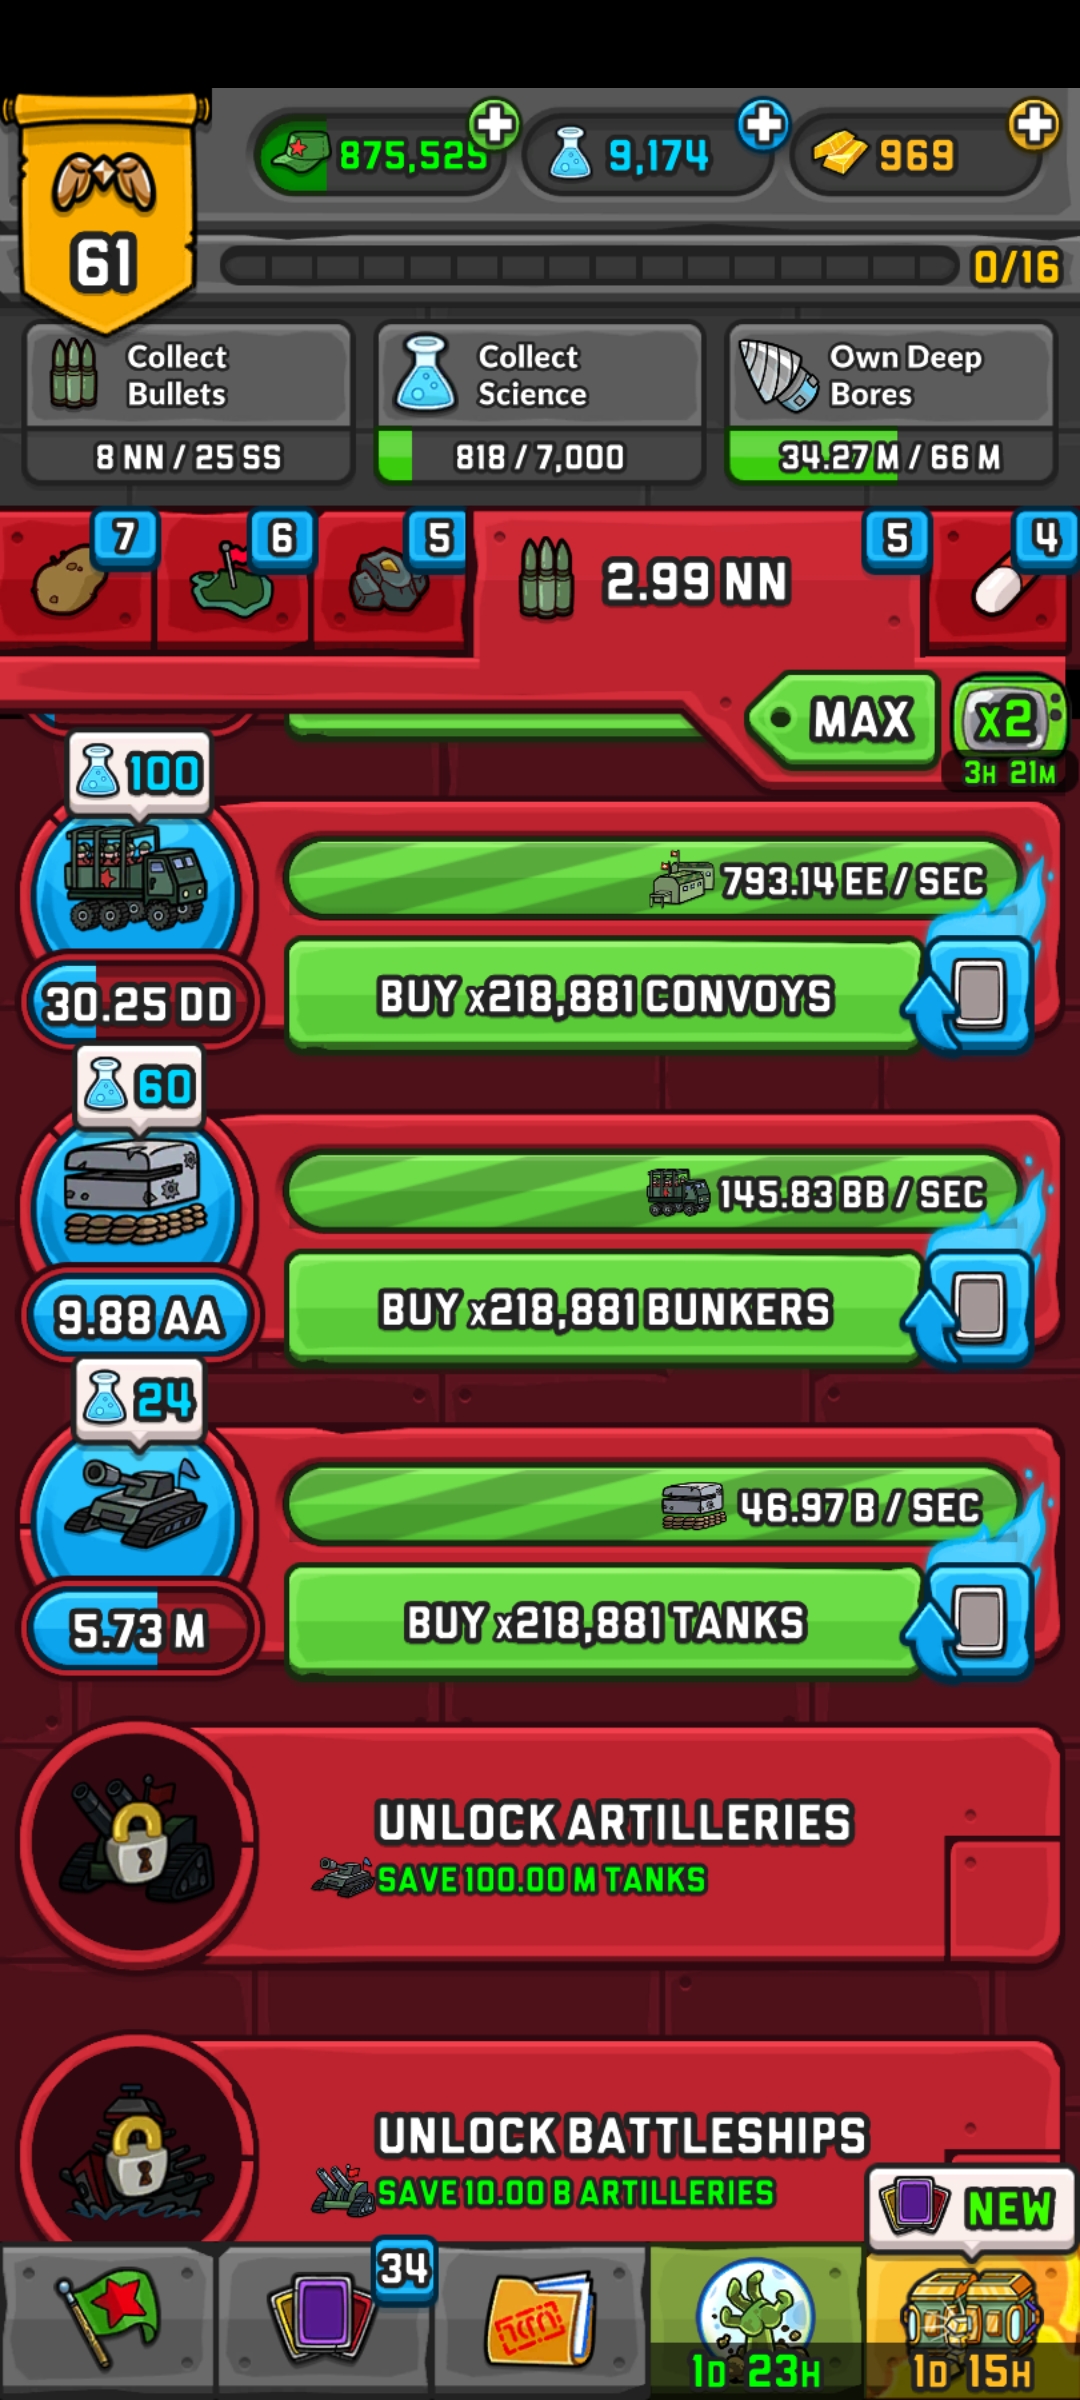 61
875,525
9,174
969
0/16
Collect
Bullets
8 NN / 25 SS
Collect
Science
818 / 7,000
Own Deep
Bores
34.27 M / 66 M
7
6
5
2.99 NN
5
4
MAX
x2
3H 21M
100
793.14 EE / SEC
BUY x218,881 CONVOYS
30.25 DD
60
145.83 BB / SEC
BUY x218,881 BUNKERS
9.88 AA
24
46.97 B / SEC
BUY x218,881 TANKS
5.73 M
UNLOCK ARTILLERIES
SAVE 100.00 M TANKS
UNLOCK BATTLESHIPS
SAVE 10.00 B ARTILLERIES
NEW
34
1D 23H
1D 15H